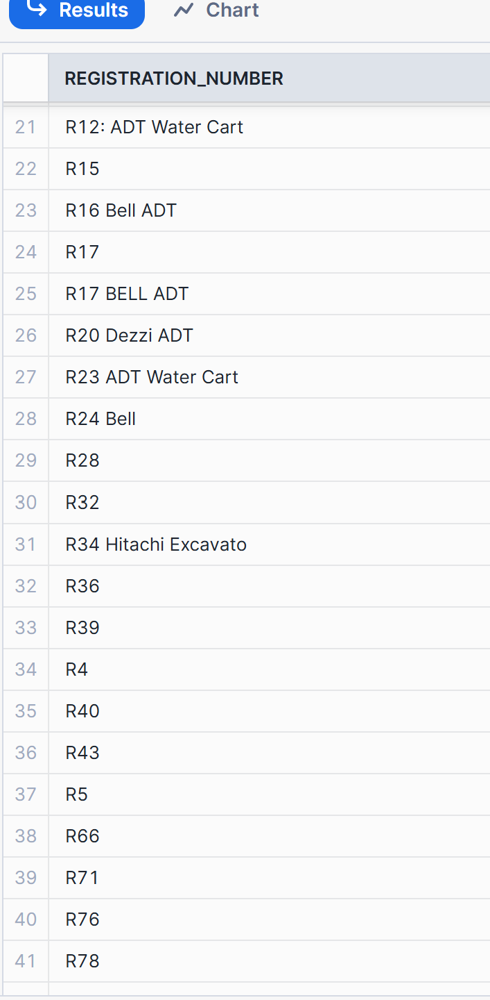 Results Chart
REGISTRATION_NUMBER
21 R12: ADT Water Cart
22 R15
23 R16 Bell ADT
24 R17
25 R17 BELL ADT
26 R20 Dezzi ADT
27 R23 ADT Water Cart
28 R24 Bell
29 R28
30 R32
31 R34 Hitachi Excavato
32 R36
33 R39
34 R4
35 R40
36 R43
37 R5
38 R66
39 R71
40 R76
41 R78